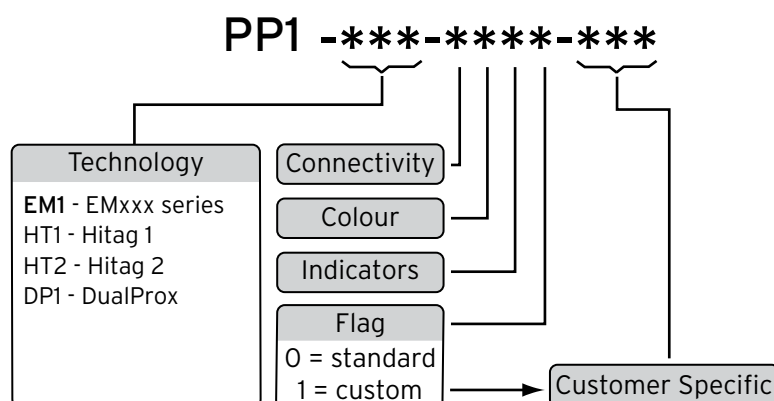 PP1 -***-****-***
Technology
EM1 - EMxxx series
HT1 - Hitag 1
HT2 - Hitag 2
DP1 - DualProx
Connectivity
Colour
Indicators
Flag
0 = standard
1 = custom
Customer Specific